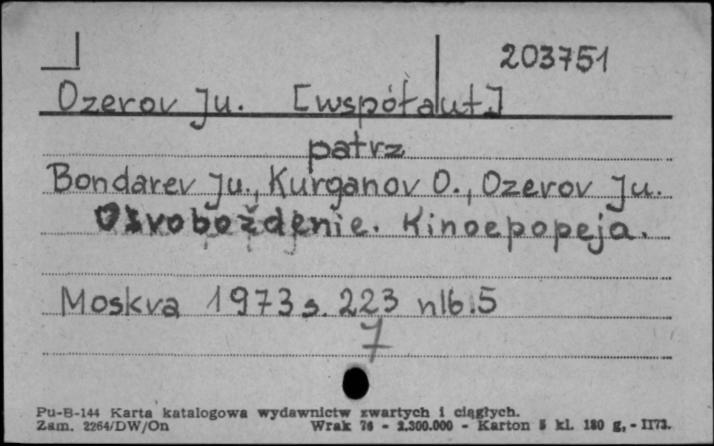 203751
Ozerov Ju. [współaut.]
patrz
Bondarev Ju., Kurganov O., Ozerov Ju.
Osvoboždenie. Kinoepopeja.
Moskva 1973 s. 223 nlb. 5
7
Pu-B-144 Karta katalogowa wydawnictw zwartych i ciągłych.
Zam. 2264/DW/On Wrak 76 - 2.300.000 - Karton 5 kl. 180 g, - II73.